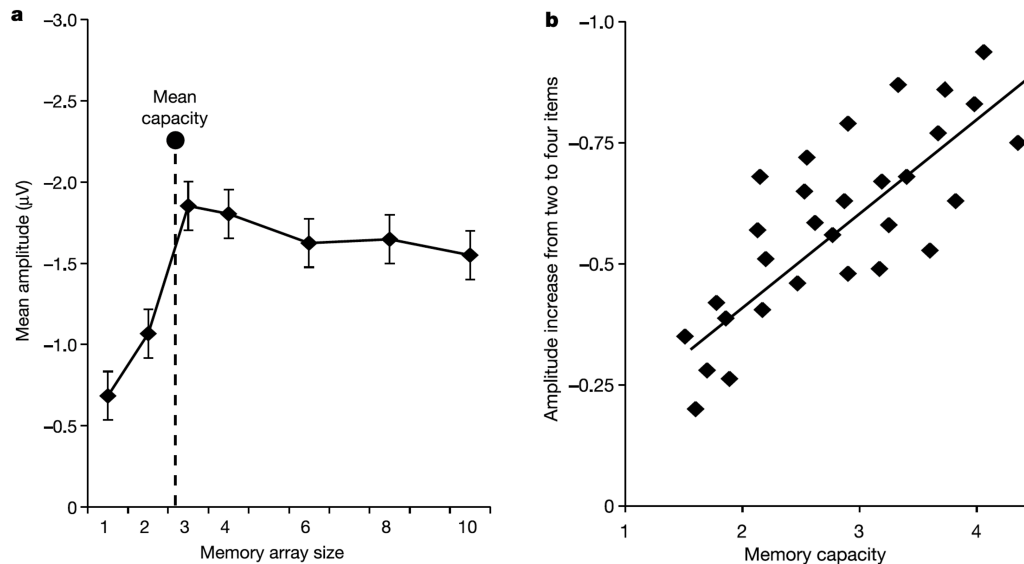 a
−3.0
−2.5
−2.0
−1.5
−1.0
−0.5
0
Mean amplitude (μV)
Mean
capacity
1 2 3 4 6 8 10
Memory array size
b
−1.0
−0.75
−0.5
−0.25
0
Amplitude increase from two to four items
1 2 3 4
Memory capacity